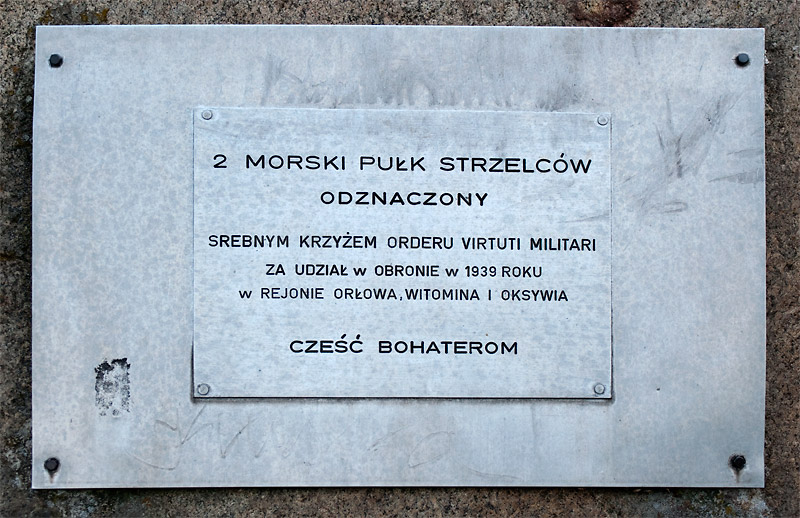 2 MORSKI PUŁK STRZELCÓW
ODZNACZONY
SREBNYM KRZYŻEM ORDERU VIRTUTI MILITARI
ZA UDZIAŁ w OBRONIE w 1939 ROKU
w REJONIE ORŁOWA, WITOMINA I OKSYWIA
CZEŚĆ BOHATEROM